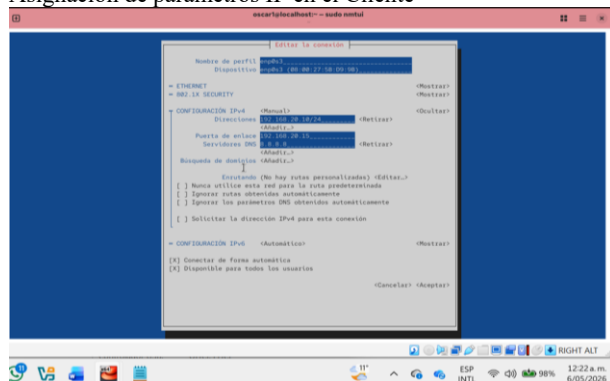 Asignación de parámetros IP en el Cliente
oscar1@localhost:~ — sudo nmtui
Editar la conexión
Nombre de perfil enp0s3
Dispositivo enp0s3 (08:00:27:50:D9:50)
= ETHERNET <Mostrar>
= 802.1X SECURITY <Mostrar>
CONFIGURACIÓN IPv4 <Manual> <Ocultar>
Direcciones 192.168.20.10/24 <Retirar>
<Añadir…>
Puerta de enlace 192.168.20.15
Servidores DNS 8.8.8.8 <Retirar>
<Añadir…>
Búsqueda de dominios <Añadir…>
Enrutando (No hay rutas personalizadas) <Editar…>
[ ] Nunca utilice esta red para la ruta predeterminada
[ ] Ignorar rutas obtenidas automáticamente
[ ] Ignorar los parámetros DNS obtenidos automáticamente
[ ] Solicitar la dirección IPv4 para esta conexión
= CONFIGURACIÓN IPv6 <Automático> <Mostrar>
[X] Conectar de forma automática
[X] Disponible para todos los usuarios
<Cancelar> <Aceptar>
RIGHT ALT
11°
ESP
INTL
98%
12:22 a. m.
6/05/2026